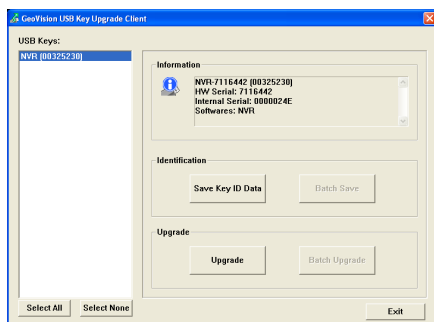 GeoVision USB Key Upgrade Client
USB Keys:
NVR (00325230)
Information
NVR-7116442 (00325230)
HW Serial: 7116442
Internal Serial: 0000024E
Softwares: NVR
Identification
Save Key ID Data
Batch Save
Upgrade
Upgrade
Batch Upgrade
Select All
Select None
Exit